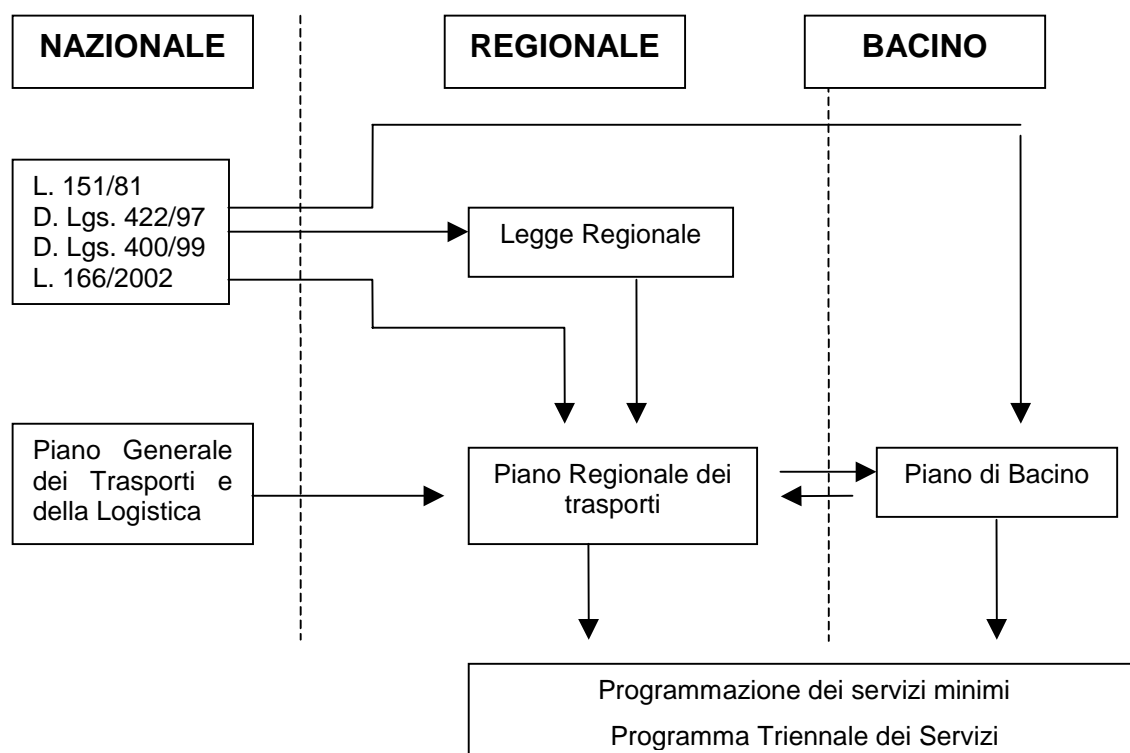 NAZIONALE
REGIONALE
BACINO
L. 151/81
D. Lgs. 422/97
D. Lgs. 400/99
L. 166/2002
Legge Regionale
Piano Generale
dei Trasporti e
della Logistica
Piano Regionale dei
trasporti
Piano di Bacino
Programmazione dei servizi minimi
Programma Triennale dei Servizi